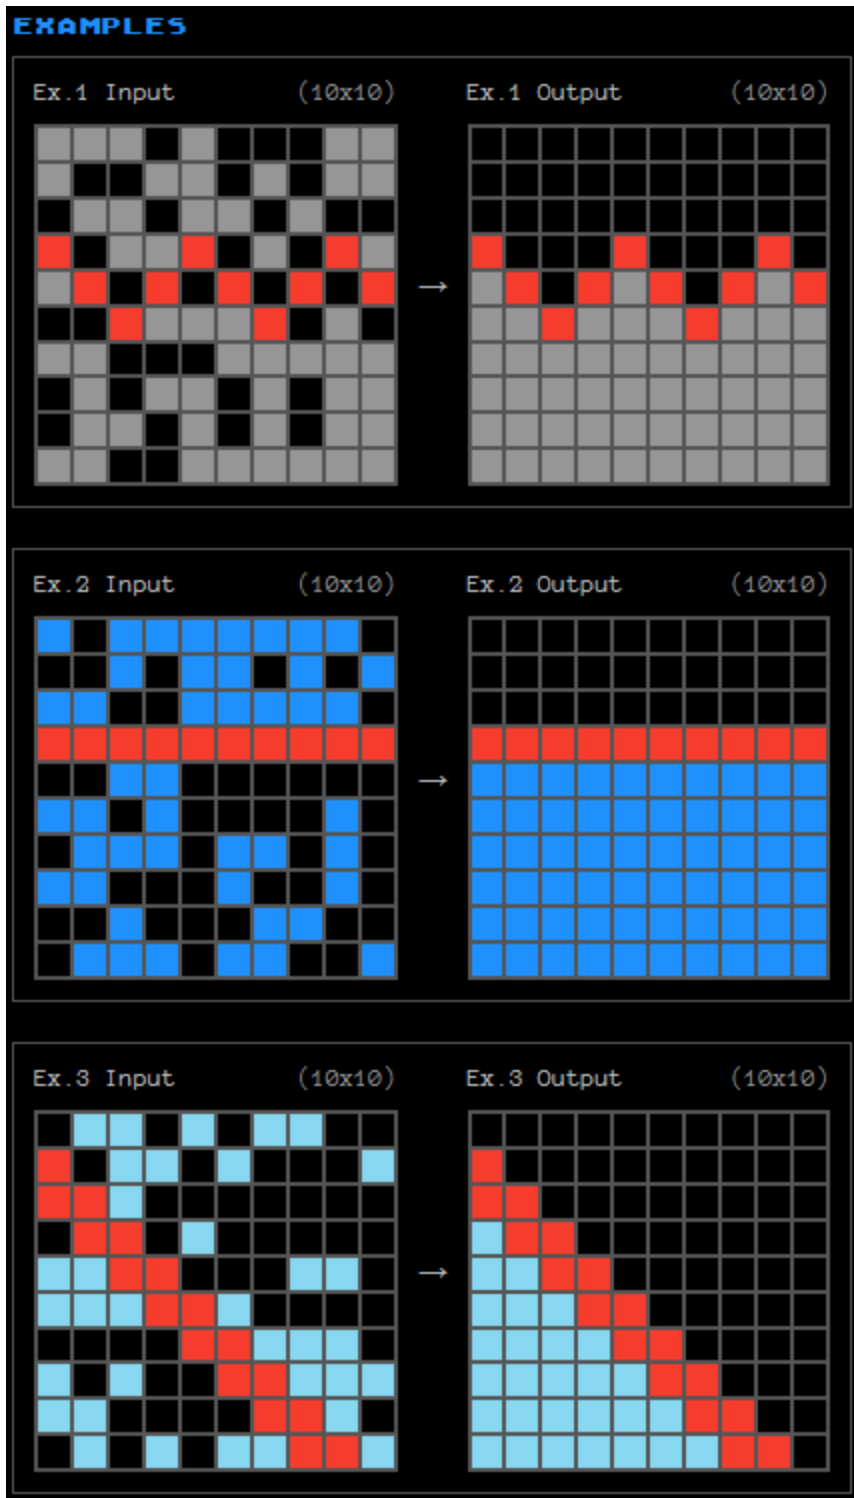 EXAMPLES
Ex.1 Input (10x10) Ex.1 Output (10x10)
→
Ex.2 Input (10x10) Ex.2 Output (10x10)
→
Ex.3 Input (10x10) Ex.3 Output (10x10)
→